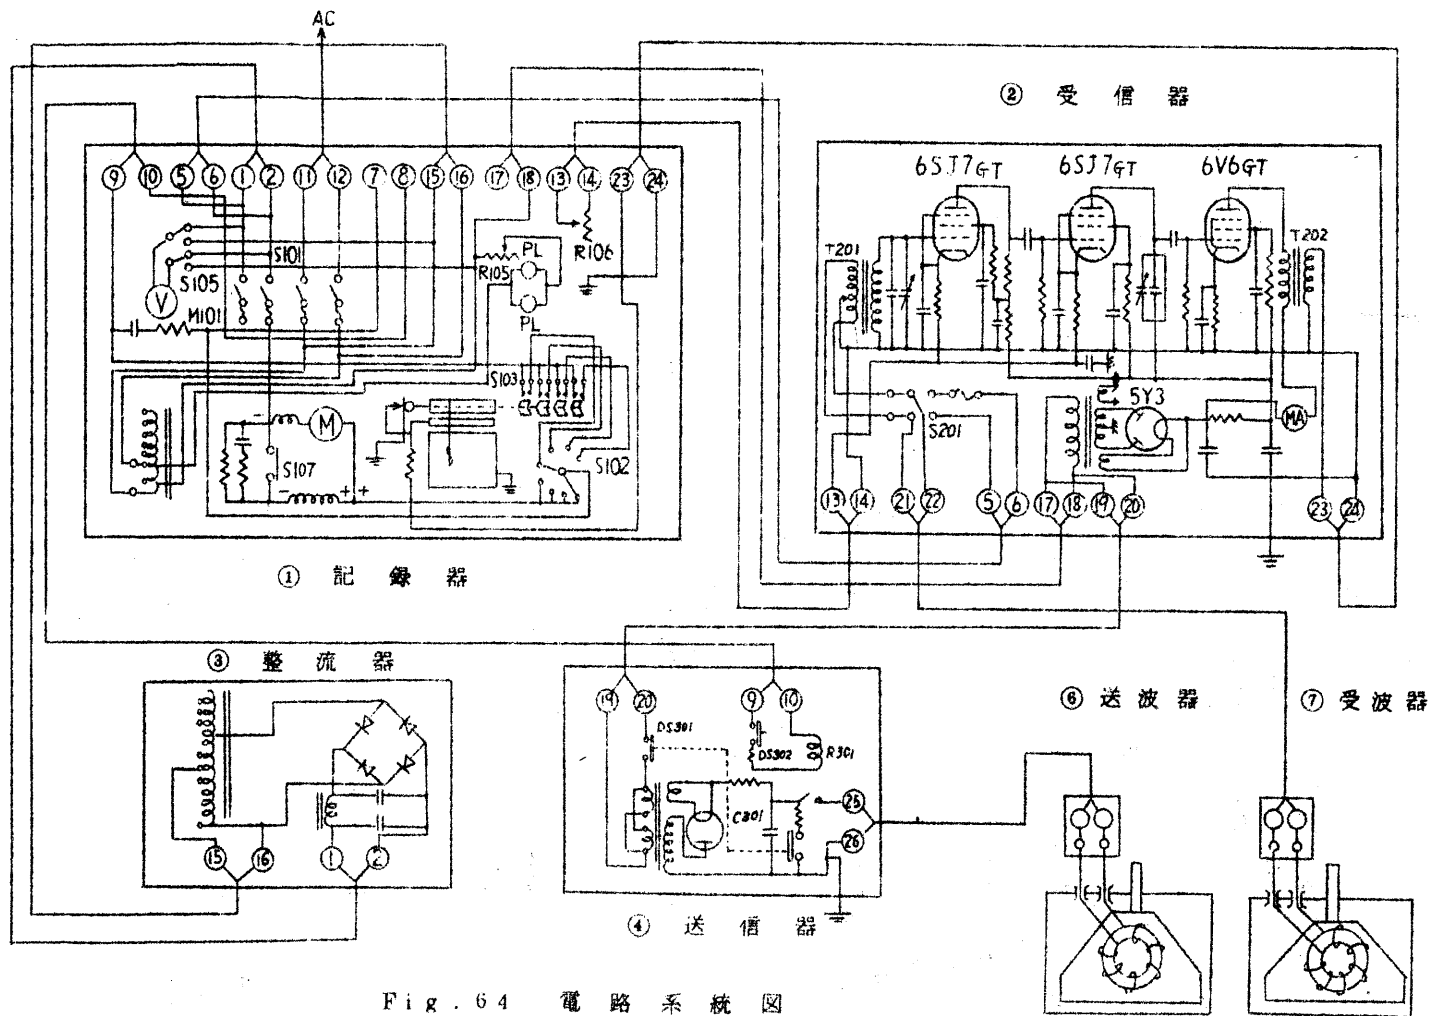 AC
② 受 信 器
⑨ ⑩ ⑤ ⑥ ① ② ⑪ ⑫ ⑦ ⑧ ⑮ ⑯ ⑰ ⑱ ⑬ ⑭ ㉓ ㉔
6SJ7GT 6SJ7GT 6V6GT
S101
S105
V
M101
R105
PL
PL
R106
S103
M
S107
S102
- - + +
T201
T202
5Y3
MA
S201
⑬ ⑭ ㉑ ㉒ ⑤ ⑥ ⑰ ⑱ ⑲ ⑳ ㉓ ㉔
① 記 録 器
③ 整 流 器
⑮ ⑯ ① ②
⑲ ⑳ ⑨ ⑩
DS301
DS302
R301
C301
㉕
㉖
④ 送 信 器
⑥ 送 波 器
⑦ 受 波 器
Fig.64 電 路 系 統 図